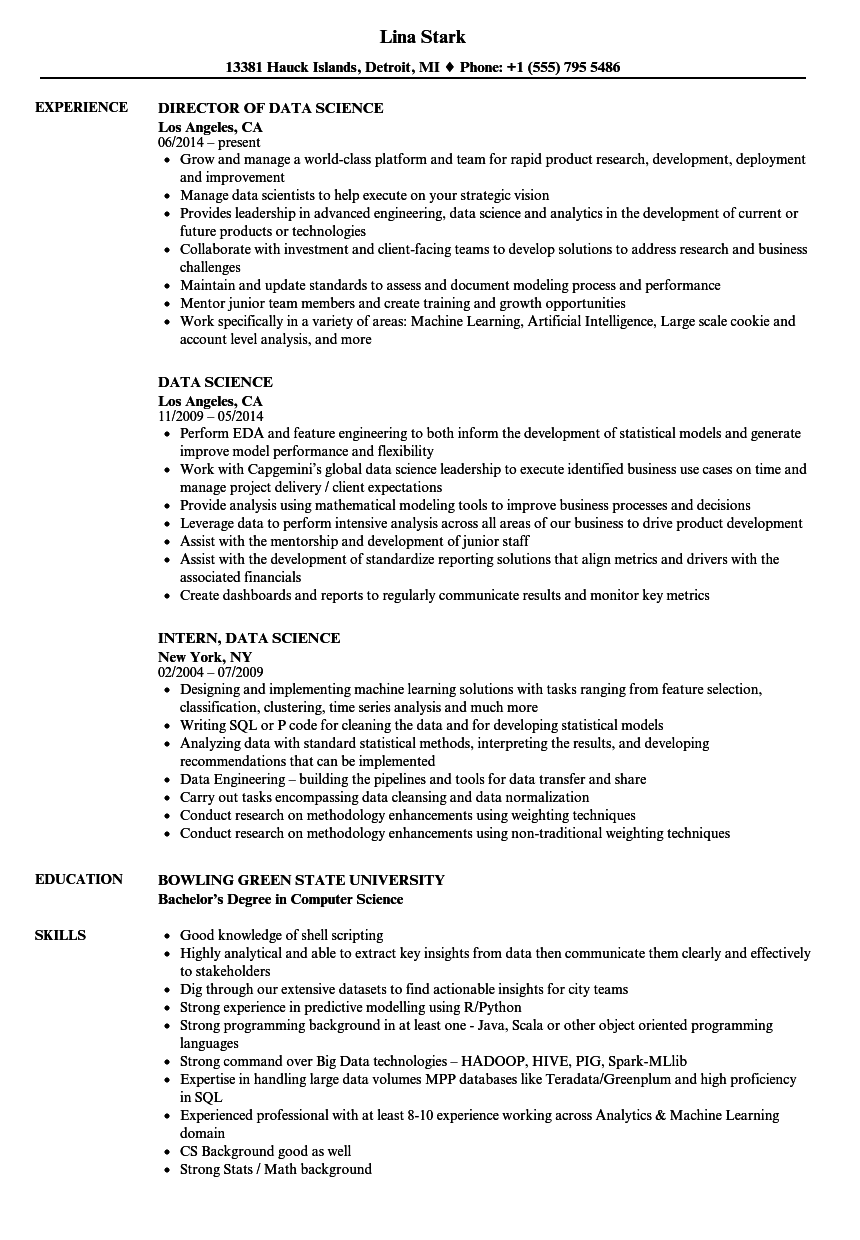 Lina Stark
13381 Hauck Islands, Detroit, MI ♦ Phone: +1 (555) 795 5486
EXPERIENCE
DIRECTOR OF DATA SCIENCE
Los Angeles, CA
06/2014 – present
• Grow and manage a world-class platform and team for rapid product research, development, deployment
and improvement
• Manage data scientists to help execute on your strategic vision
• Provides leadership in advanced engineering, data science and analytics in the development of current or
future products or technologies
• Collaborate with investment and client-facing teams to develop solutions to address research and business
challenges
• Maintain and update standards to assess and document modeling process and performance
• Mentor junior team members and create training and growth opportunities
• Work specifically in a variety of areas: Machine Learning, Artificial Intelligence, Large scale cookie and
account level analysis, and more
DATA SCIENCE
Los Angeles, CA
11/2009 – 05/2014
• Perform EDA and feature engineering to both inform the development of statistical models and generate
improve model performance and flexibility
• Work with Capgemini's global data science leadership to execute identified business use cases on time and
manage project delivery / client expectations
• Provide analysis using mathematical modeling tools to improve business processes and decisions
• Leverage data to perform intensive analysis across all areas of our business to drive product development
• Assist with the mentorship and development of junior staff
• Assist with the development of standardize reporting solutions that align metrics and drivers with the
associated financials
• Create dashboards and reports to regularly communicate results and monitor key metrics
INTERN, DATA SCIENCE
New York, NY
02/2004 – 07/2009
• Designing and implementing machine learning solutions with tasks ranging from feature selection,
classification, clustering, time series analysis and much more
• Writing SQL or P code for cleaning the data and for developing statistical models
• Analyzing data with standard statistical methods, interpreting the results, and developing
recommendations that can be implemented
• Data Engineering – building the pipelines and tools for data transfer and share
• Carry out tasks encompassing data cleansing and data normalization
• Conduct research on methodology enhancements using weighting techniques
• Conduct research on methodology enhancements using non-traditional weighting techniques
EDUCATION
BOWLING GREEN STATE UNIVERSITY
Bachelor's Degree in Computer Science
SKILLS
• Good knowledge of shell scripting
• Highly analytical and able to extract key insights from data then communicate them clearly and effectively
to stakeholders
• Dig through our extensive datasets to find actionable insights for city teams
• Strong experience in predictive modelling using R/Python
• Strong programming background in at least one - Java, Scala or other object oriented programming
languages
• Strong command over Big Data technologies – HADOOP, HIVE, PIG, Spark-MLlib
• Expertise in handling large data volumes MPP databases like Teradata/Greenplum and high proficiency
in SQL
• Experienced professional with at least 8-10 experience working across Analytics & Machine Learning
domain
• CS Background good as well
• Strong Stats / Math background